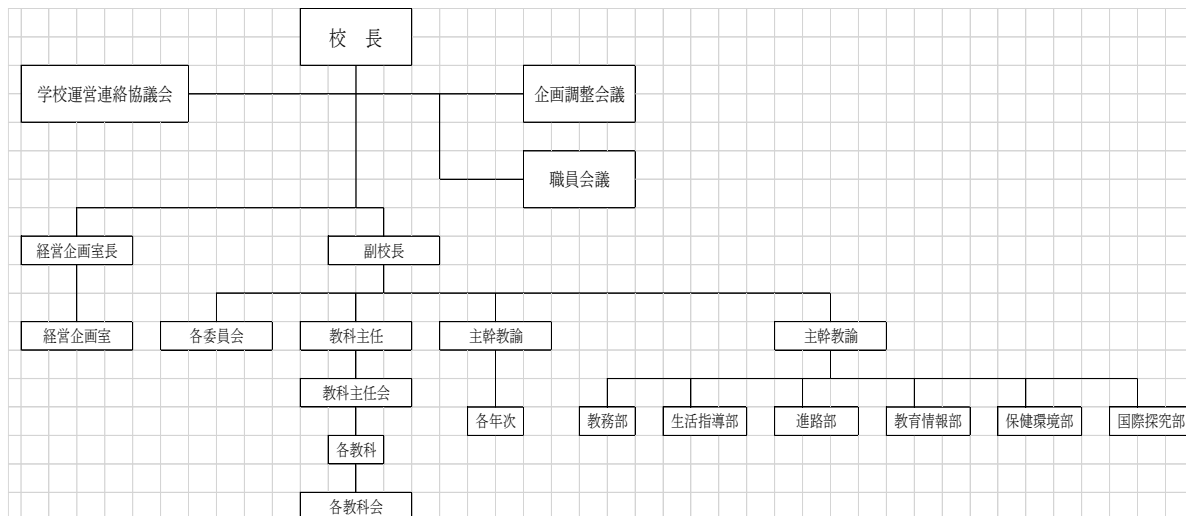 校　長
学校運営連絡協議会
企画調整会議
職員会議
経営企画室長
副校長
経営企画室
各委員会
教科主任
主幹教諭
主幹教諭
教科主任会
各年次
教務部
生活指導部
進路部
教育情報部
保健環境部
国際探究部
各教科
各教科会